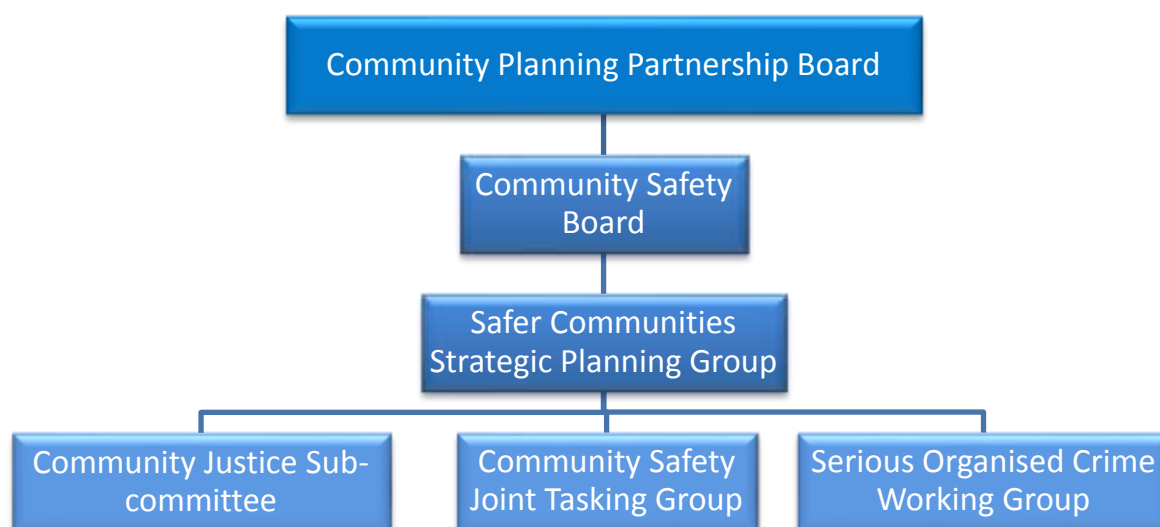 Community Planning Partnership Board
Community Safety
Board
Safer Communities
Strategic Planning Group
Community Justice Sub-
committee
Community Safety
Joint Tasking Group
Serious Organised Crime
Working Group